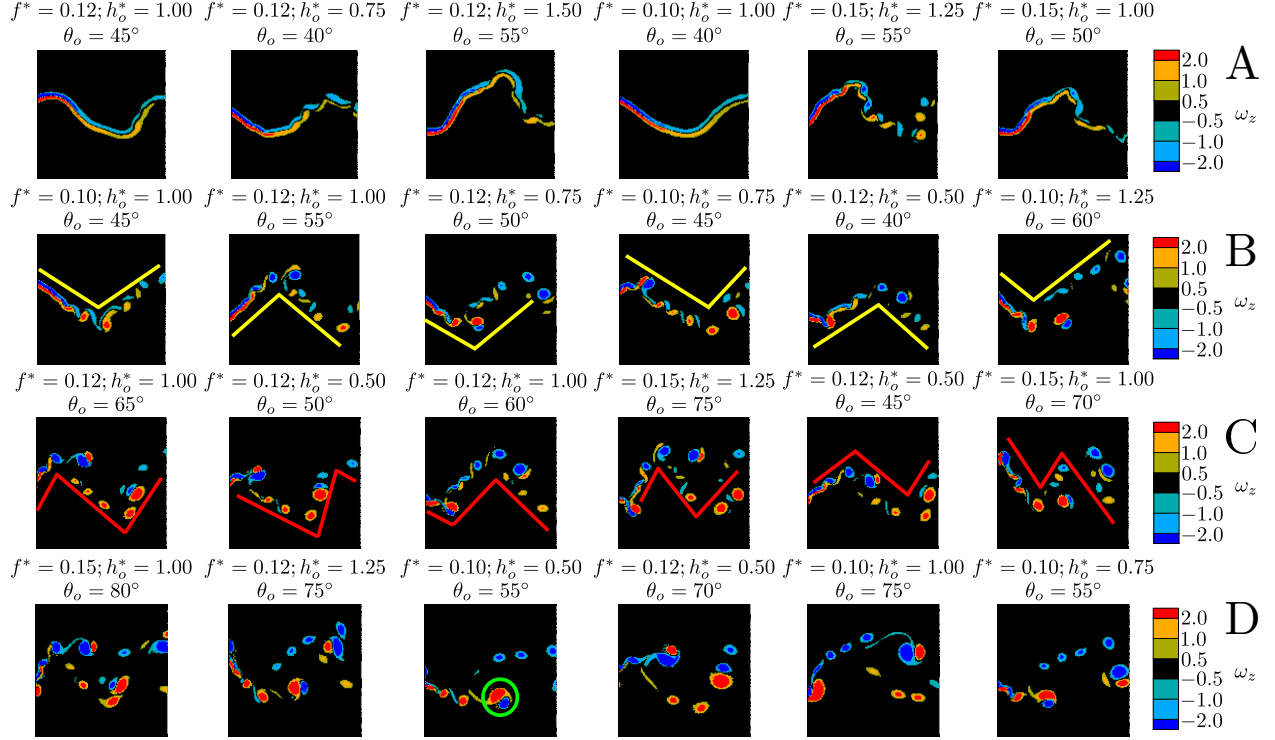 f* = 0.12; h*ₒ = 1.00 f* = 0.12; h*ₒ = 0.75 f* = 0.12; h*ₒ = 1.50 f* = 0.10; h*ₒ = 1.00 f* = 0.15; h*ₒ = 1.25 f* = 0.15; h*ₒ = 1.00
θₒ = 45° θₒ = 40° θₒ = 55° θₒ = 40° θₒ = 55° θₒ = 50°
A
2.0
1.0
0.5
−0.5
−1.0
−2.0
ω_z
f* = 0.10; h*ₒ = 1.00 f* = 0.12; h*ₒ = 1.00 f* = 0.12; h*ₒ = 0.75 f* = 0.10; h*ₒ = 0.75 f* = 0.12; h*ₒ = 0.50 f* = 0.10; h*ₒ = 1.25
θₒ = 45° θₒ = 55° θₒ = 50° θₒ = 45° θₒ = 40° θₒ = 60°
B
2.0
1.0
0.5
−0.5
−1.0
−2.0
ω_z
f* = 0.12; h*ₒ = 1.00 f* = 0.12; h*ₒ = 0.50 f* = 0.12; h*ₒ = 1.00 f* = 0.15; h*ₒ = 1.25 f* = 0.12; h*ₒ = 0.50 f* = 0.15; h*ₒ = 1.00
θₒ = 65° θₒ = 50° θₒ = 60° θₒ = 75° θₒ = 45° θₒ = 70°
C
2.0
1.0
0.5
−0.5
−1.0
−2.0
ω_z
f* = 0.15; h*ₒ = 1.00 f* = 0.12; h*ₒ = 1.25 f* = 0.10; h*ₒ = 0.50 f* = 0.12; h*ₒ = 0.50 f* = 0.10; h*ₒ = 1.00 f* = 0.10; h*ₒ = 0.75
θₒ = 80° θₒ = 75° θₒ = 55° θₒ = 70° θₒ = 75° θₒ = 55°
D
2.0
1.0
0.5
−0.5
−1.0
−2.0
ω_z